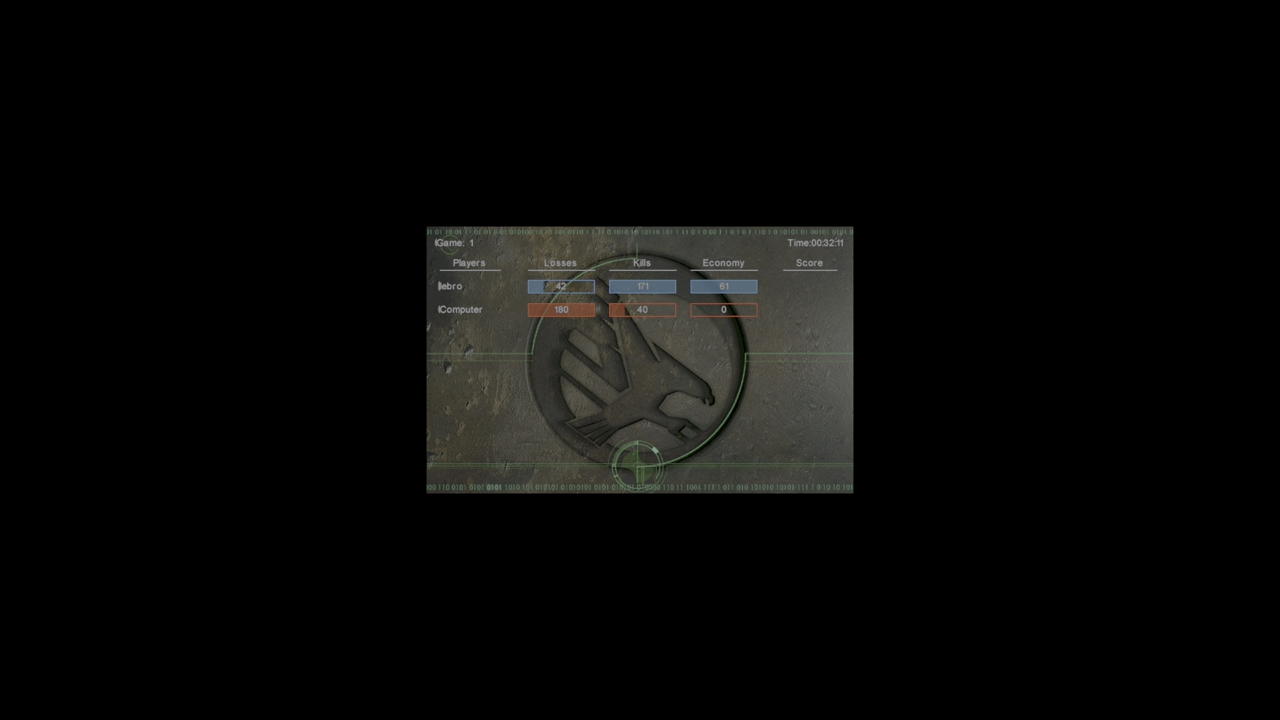 Game: 1 Time:00:32:11
Players Losses Kills Economy Score
lebro 42 171 61
Computer 180 40 0